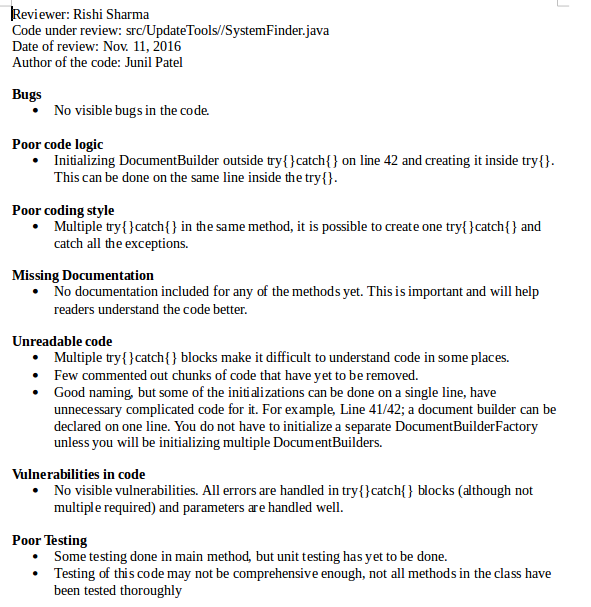 Reviewer: Rishi Sharma
Code under review: src/UpdateTools//SystemFinder.java
Date of review: Nov. 11, 2016
Author of the code: Junil Patel
Bugs
• No visible bugs in the code.
Poor code logic
• Initializing DocumentBuilder outside try{}catch{} on line 42 and creating it inside try{}.
This can be done on the same line inside the try{}.
Poor coding style
• Multiple try{}catch{} in the same method, it is possible to create one try{}catch{} and
catch all the exceptions.
Missing Documentation
• No documentation included for any of the methods yet. This is important and will help
readers understand the code better.
Unreadable code
• Multiple try{}catch{} blocks make it difficult to understand code in some places.
• Few commented out chunks of code that have yet to be removed.
• Good naming, but some of the initializations can be done on a single line, have
unnecessary complicated code for it. For example, Line 41/42; a document builder can be
declared on one line. You do not have to initialize a separate DocumentBuilderFactory
unless you will be initializing multiple DocumentBuilders.
Vulnerabilities in code
• No visible vulnerabilities. All errors are handled in try{}catch{} blocks (although not
multiple required) and parameters are handled well.
Poor Testing
• Some testing done in main method, but unit testing has yet to be done.
• Testing of this code may not be comprehensive enough, not all methods in the class have
been tested thoroughly